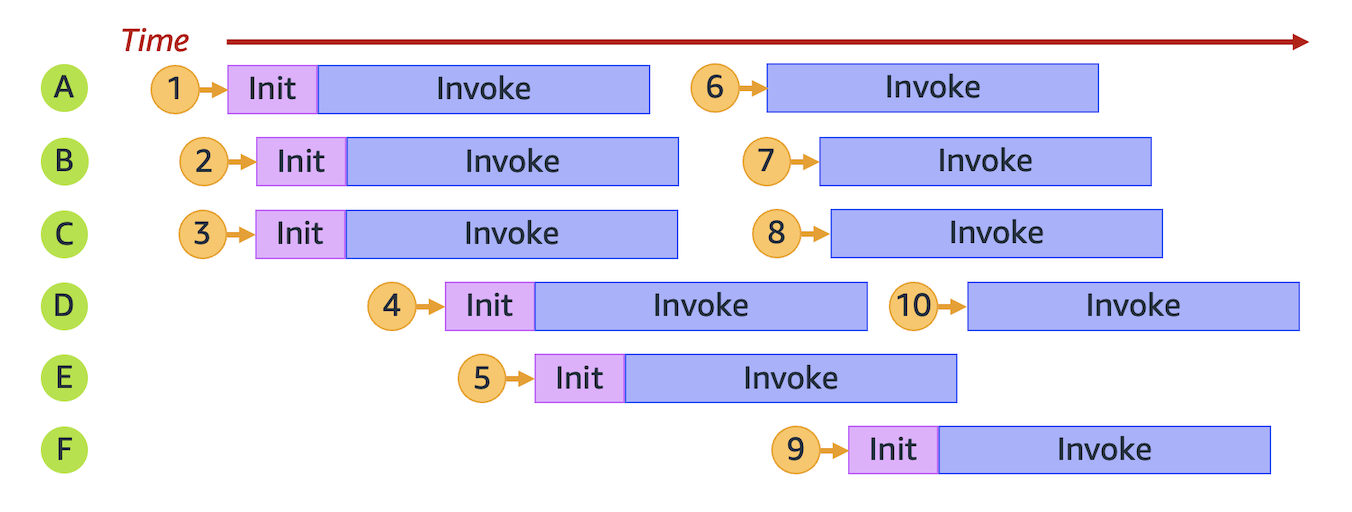 Time
A 1 Init Invoke 6 Invoke
B 2 Init Invoke 7 Invoke
C 3 Init Invoke 8 Invoke
D 4 Init Invoke 10 Invoke
E 5 Init Invoke
F 9 Init Invoke